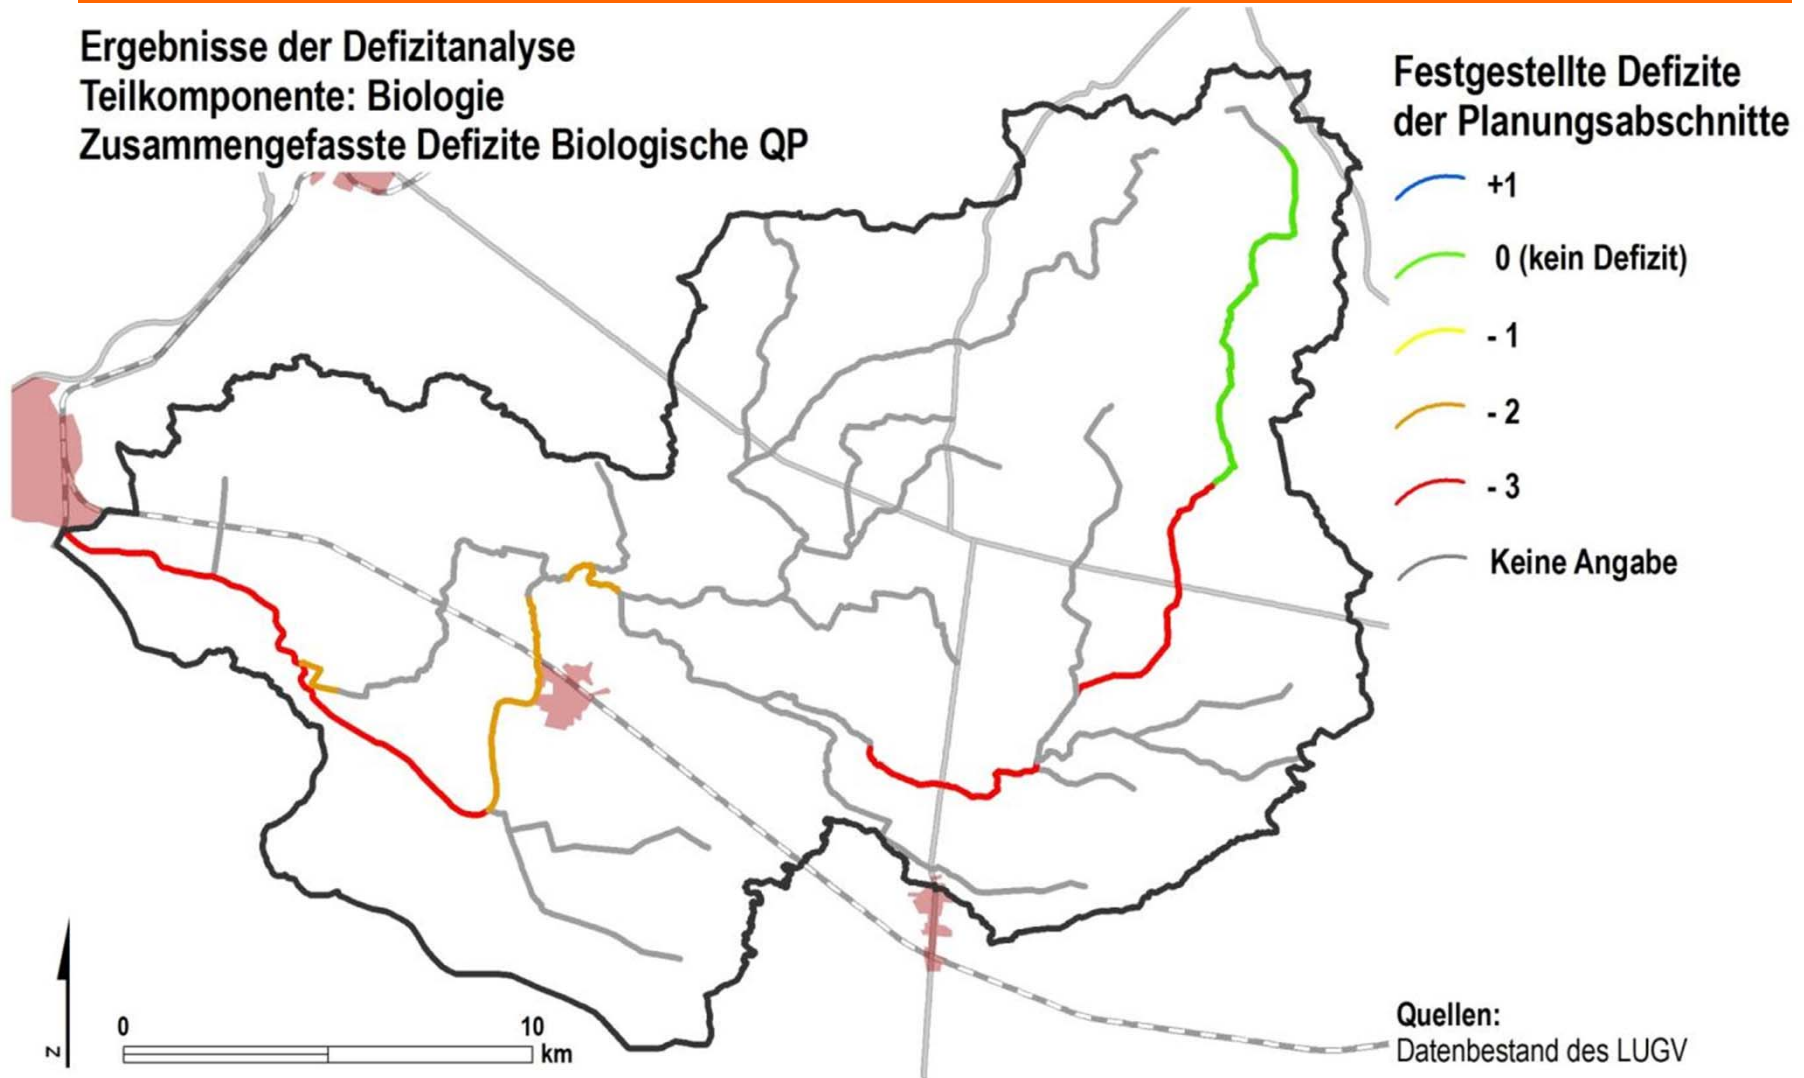 Ergebnisse der Defizitanalyse
Teilkomponente: Biologie
Zusammengefasste Defizite Biologische QP
Festgestellte Defizite
der Planungsabschnitte
+1
0 (kein Defizit)
- 1
- 2
- 3
Keine Angabe
0 10
km
N
Quellen:
Datenbestand des LUGV